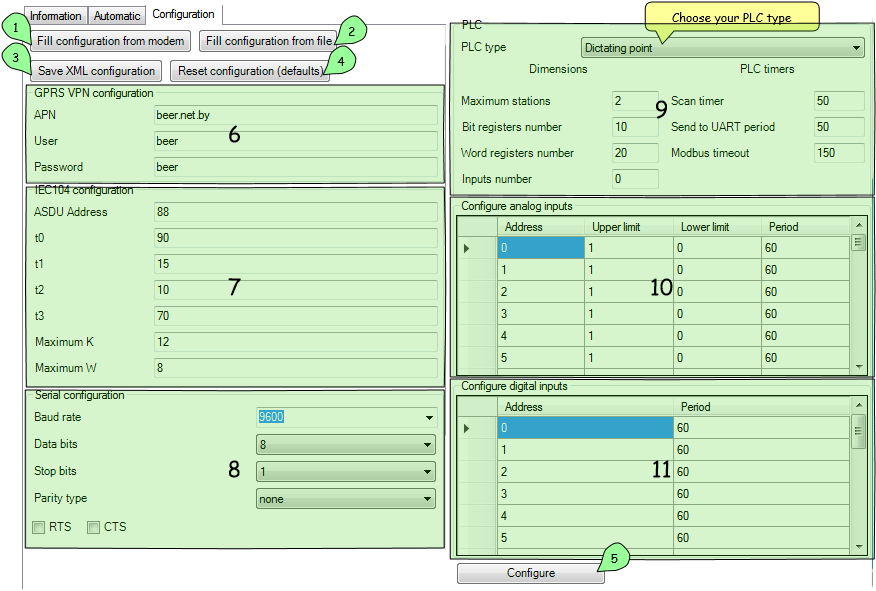 Information Automatic Configuration
1 Fill configuration from modem Fill configuration from file 2
3 Save XML configuration Reset configuration (defaults) 4
GPRS VPN configuration
APN beer.net.by
User beer 6
Password beer
IEC104 configuration
ASDU Address 88
t0 90
t1 15
t2 10 7
t3 70
Maximum K 12
Maximum W 8
Serial configuration
Baud rate 9600
Data bits 8
Stop bits 8 1
Parity type none
RTS CTS
PLC
Choose your PLC type
PLC type Dictating point
Dimensions PLC timers
Maximum stations 2 9 Scan timer 50
Bit registers number 10 Send to UART period 50
Word registers number 20 Modbus timeout 150
Inputs number 0
Configure analog inputs
Address Upper limit Lower limit Period
0 1 0 60
1 1 0 60
2 1 10 0 60
3 1 0 60
4 1 0 60
5 1 0 60
Configure digital inputs
Address Period
0 60
1 60
2 11 60
3 60
4 60
5 60
Configure 5